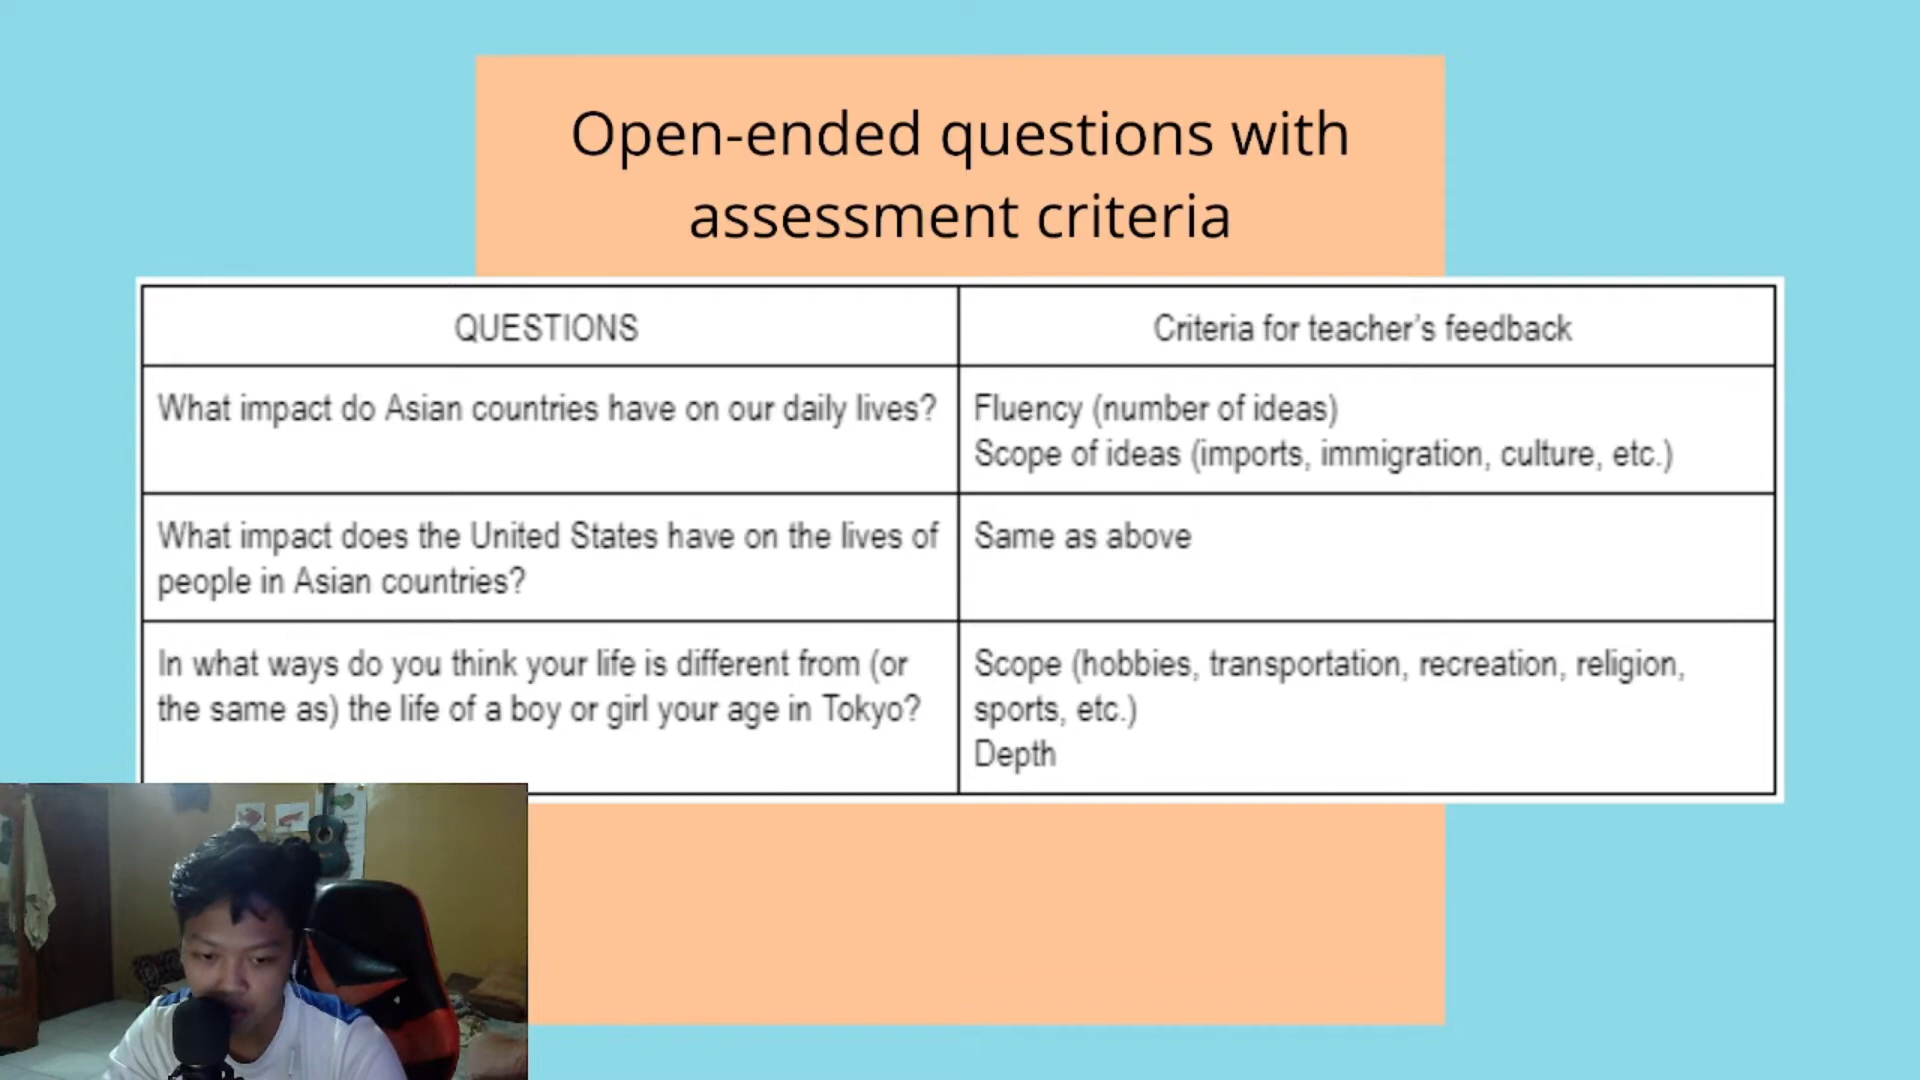 Open-ended questions with
assessment criteria
QUESTIONS
Criteria for teacher's feedback
What impact do Asian countries have on our daily lives?
Fluency (number of ideas)
Scope of ideas (imports, immigration, culture, etc.)
What impact does the United States have on the lives of
people in Asian countries?
Same as above
In what ways do you think your life is different from (or
the same as) the life of a boy or girl your age in Tokyo?
Scope (hobbies, transportation, recreation, religion,
sports, etc.)
Depth